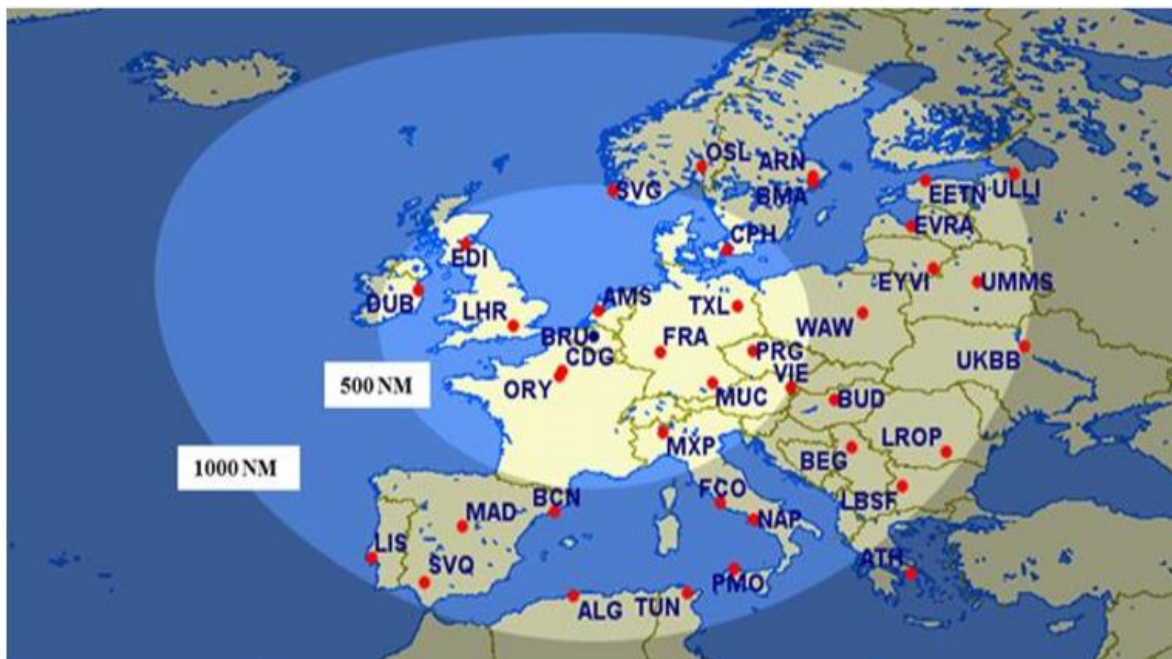 OSL
ARN
SVG
BMA
EETN
ULLI
EVRA
CPH
EDI
EYVI
UMMS
DUB
LHR
AMS
TXL
WAW
BRU
FRA
PRG
UKBB
CDG
500 NM
ORY
VIE
MUC
BUD
MXP
LROP
BEG
1000 NM
FCO
BCN
LBSF
MAD
NAP
LIS
SVQ
ATH
PMO
ALG
TUN